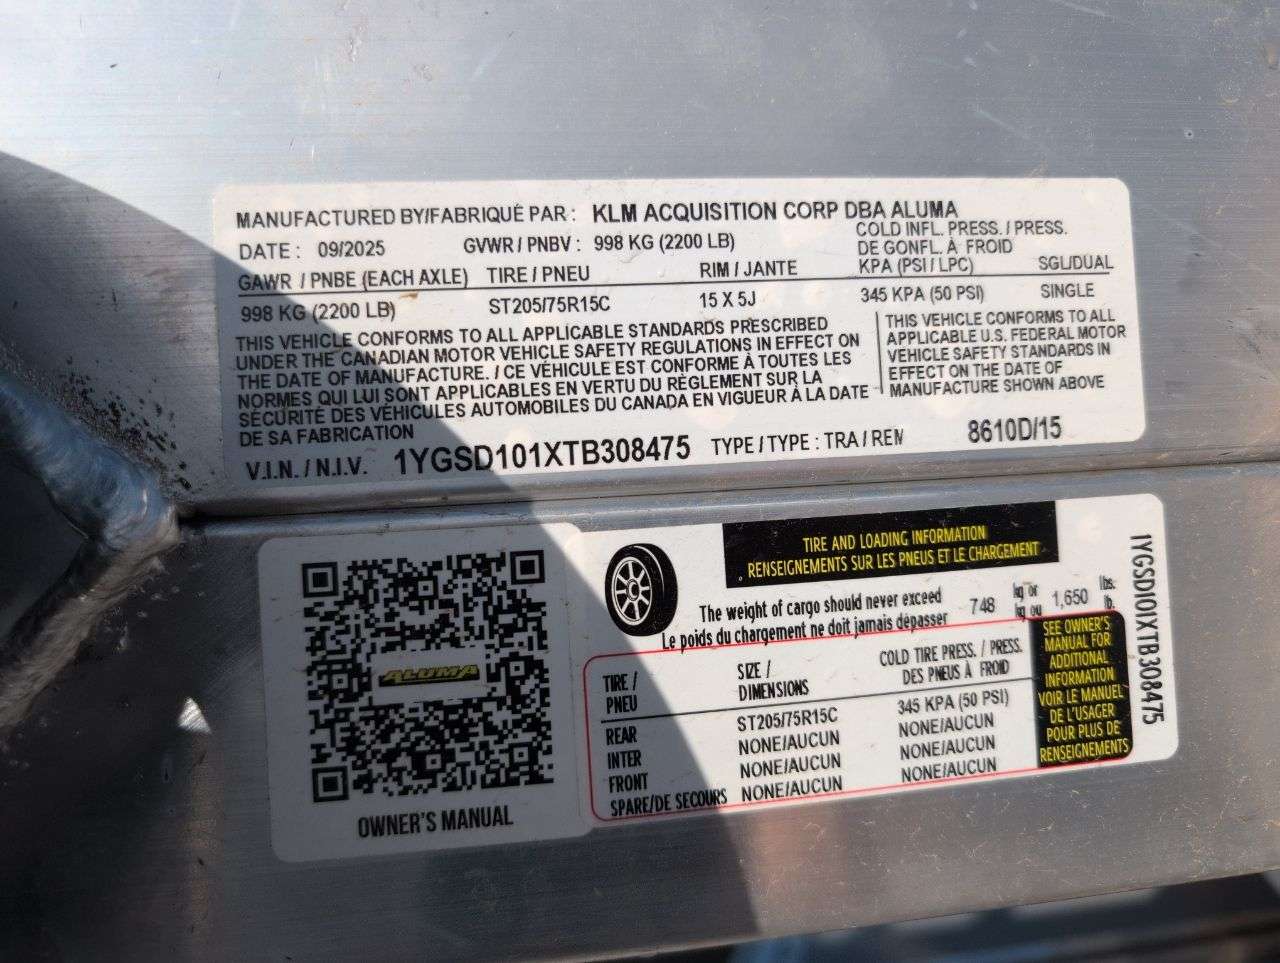 MANUFACTURED BY/FABRIQUÉ PAR : KLM ACQUISITION CORP DBA ALUMA
DATE : 09/2025 GVWR / PNBV : 998 KG (2200 LB) COLD INFL. PRESS. / PRESS.
DE GONFL. À FROID
GAWR / PNBE (EACH AXLE) TIRE / PNEU RIM / JANTE KPA (PSI / LPC) SGL/DUAL
998 KG (2200 LB) ST205/75R15C 15 X 5J 345 KPA (50 PSI) SINGLE
THIS VEHICLE CONFORMS TO ALL APPLICABLE STANDARDS PRESCRIBED
UNDER THE CANADIAN MOTOR VEHICLE SAFETY REGULATIONS IN EFFECT ON
THE DATE OF MANUFACTURE. / CE VÉHICULE EST CONFORME À TOUTES LES
NORMES QUI LUI SONT APPLICABLES EN VERTU DU RÈGLEMENT SUR LA
SÉCURITÉ DES VÉHICULES AUTOMOBILES DU CANADA EN VIGUEUR À LA DATE
DE SA FABRICATION
THIS VEHICLE CONFORMS TO ALL
APPLICABLE U.S. FEDERAL MOTOR
VEHICLE SAFETY STANDARDS IN
EFFECT ON THE DATE OF
MANUFACTURE SHOWN ABOVE
V.I.N. / N.I.V. 1YGSD101XTB308475 TYPE / TYPE : TRA / REM 8610D/15
ALUMA
OWNER'S MANUAL
TIRE AND LOADING INFORMATION
RENSEIGNEMENTS SUR LES PNEUS ET LE CHARGEMENT
The weight of cargo should never exceed 748 kg or 1,650 lbs.
Le poids du chargement ne doit jamais dépasser kg ou lb.
TIRE / SIZE / COLD TIRE PRESS. / PRESS.
PNEU DIMENSIONS DES PNEUS À FROID
REAR ST205/75R15C 345 KPA (50 PSI)
INTER NONE/AUCUN NONE/AUCUN
FRONT NONE/AUCUN NONE/AUCUN
SPARE/DE SECOURS NONE/AUCUN NONE/AUCUN
SEE OWNER'S
MANUAL FOR
ADDITIONAL
INFORMATION
VOIR LE MANUEL
DE L'USAGER
POUR PLUS DE
RENSEIGNEMENTS
1YGSD101XTB308475